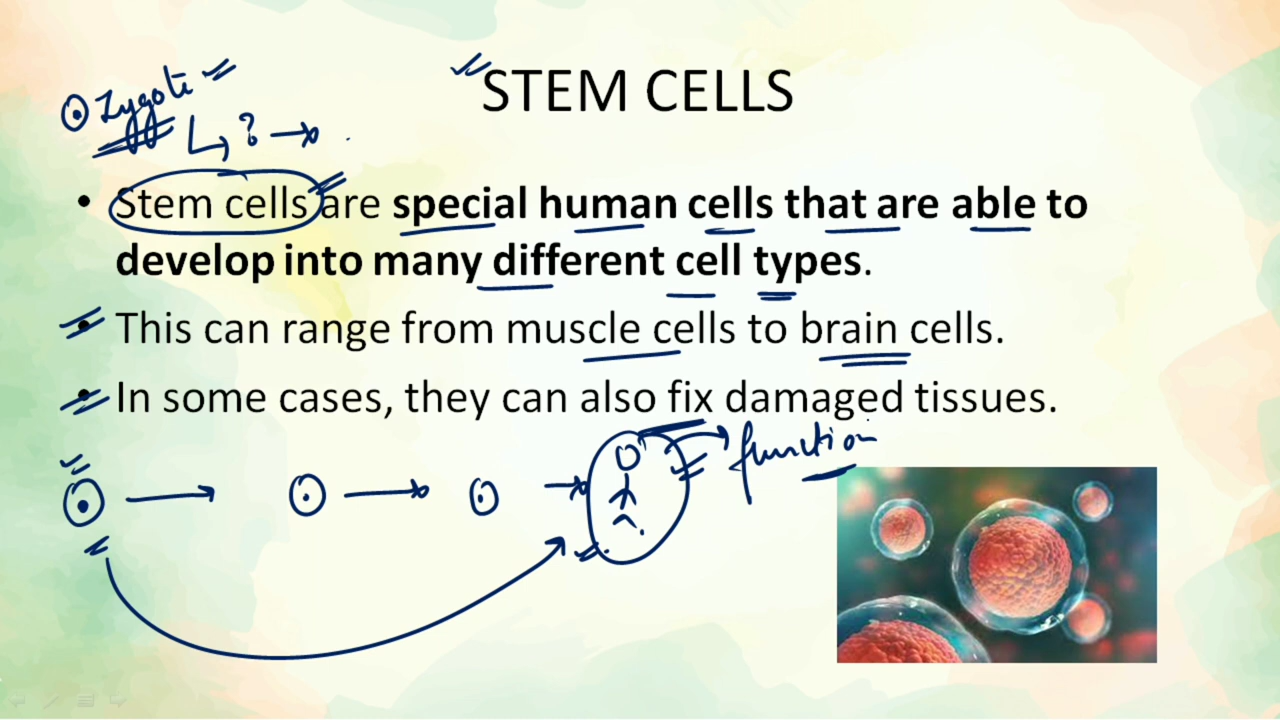 STEM CELLS
Zygote
?
• Stem cells are special human cells that are able to
develop into many different cell types.
• This can range from muscle cells to brain cells.
• In some cases, they can also fix damaged tissues.
function